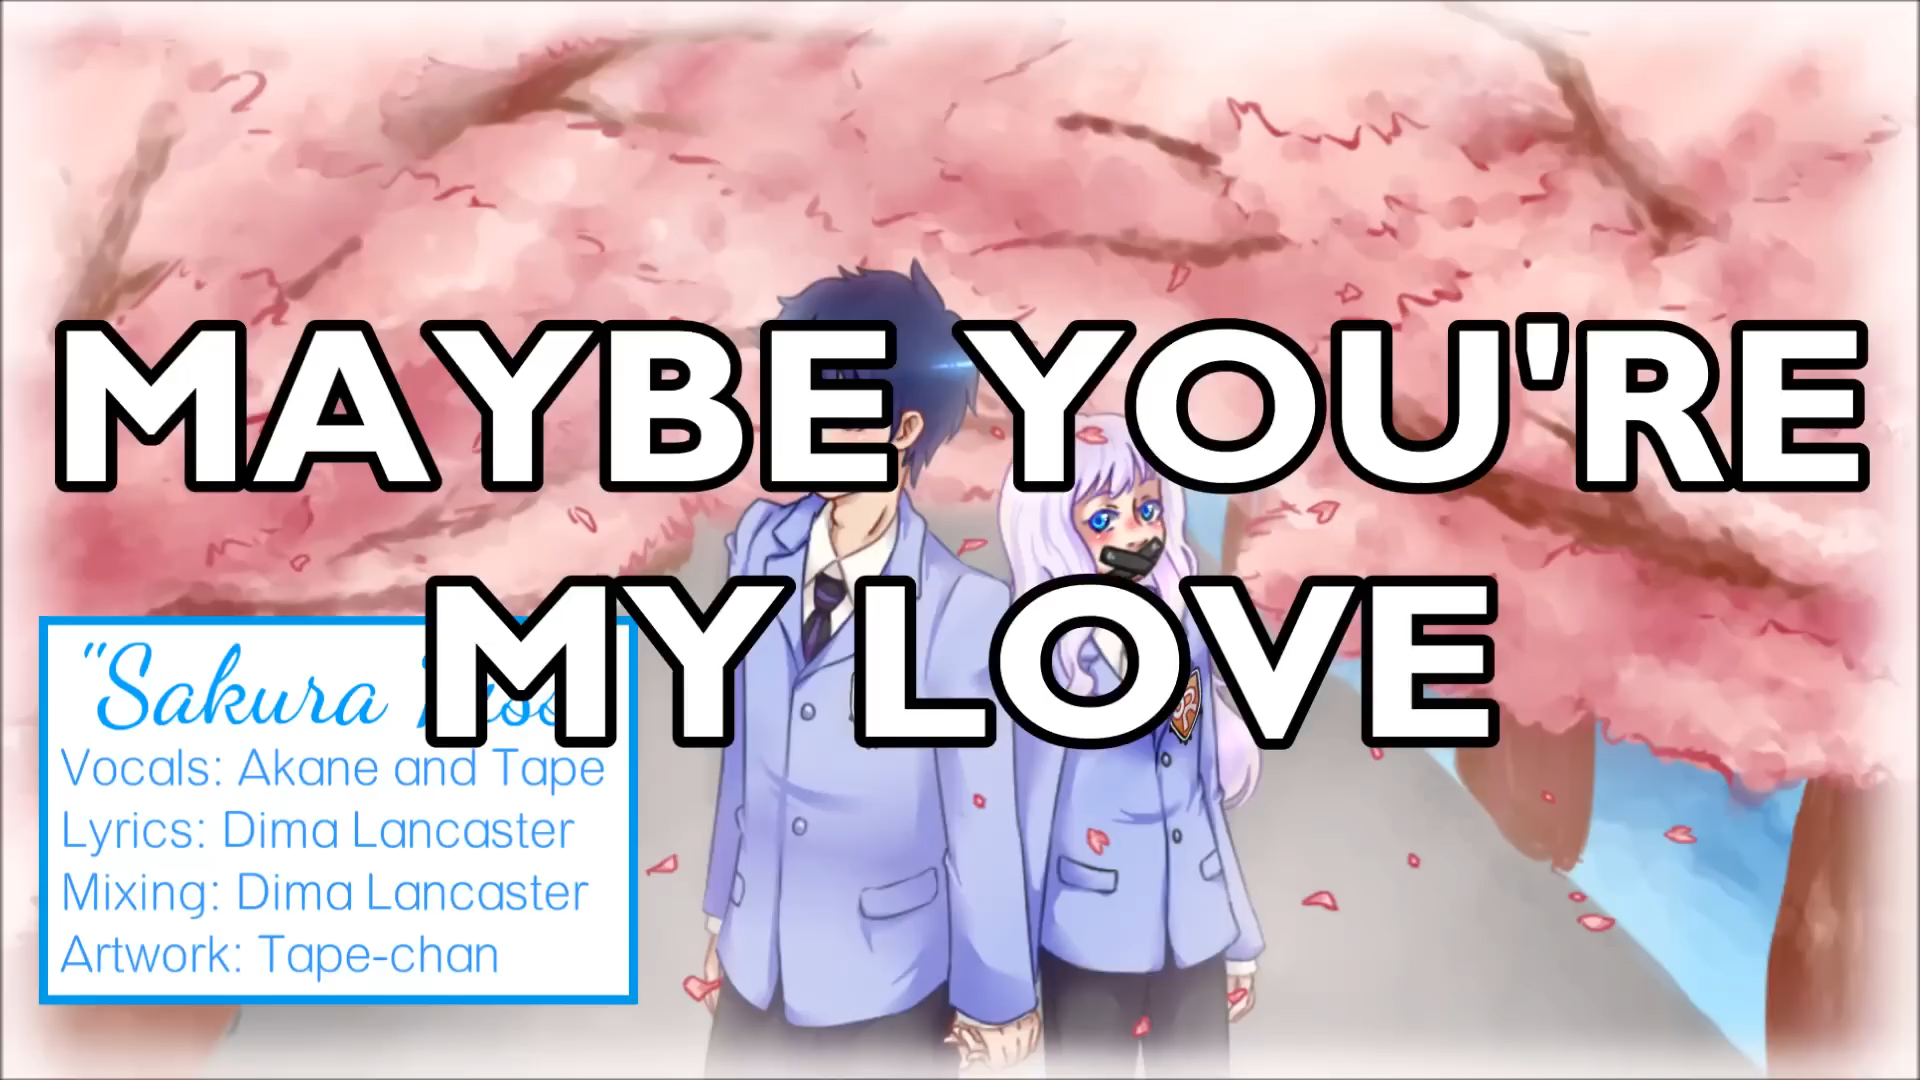 MAYBE YOU'RE
MY LOVE
"Sakura
Vocals: Akane and Tape
Lyrics: Dima Lancaster
Mixing: Dima Lancaster
Artwork: Tape-chan